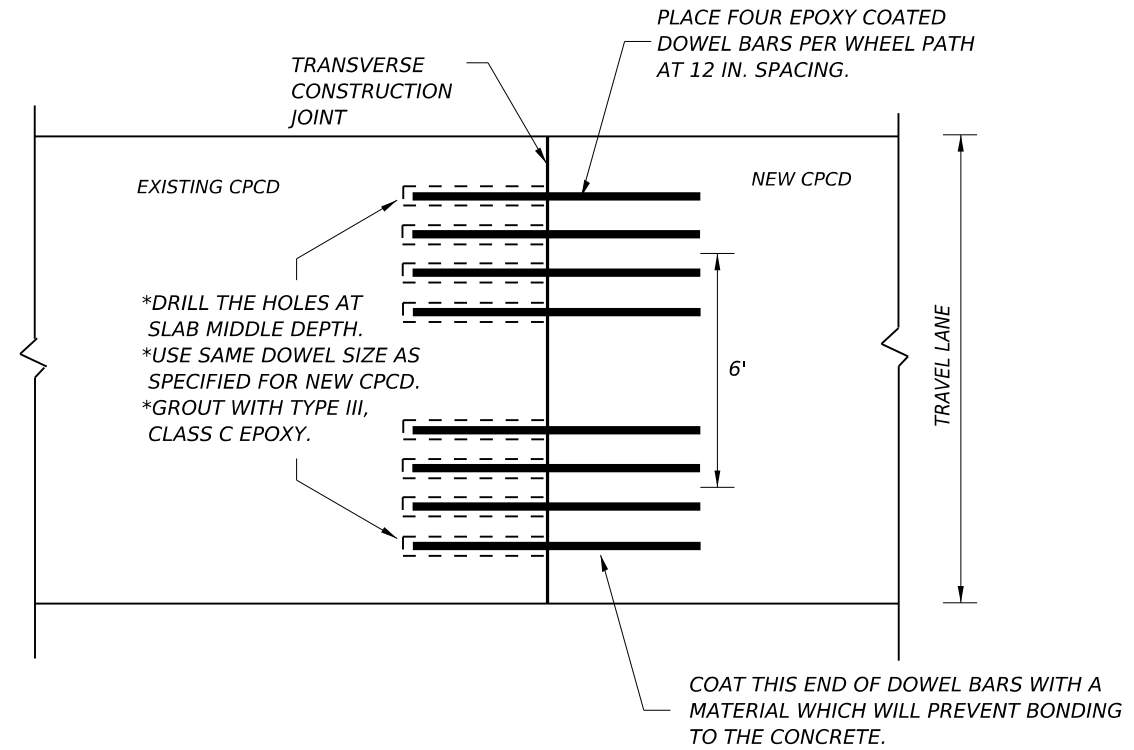 PLACE FOUR EPOXY COATED
DOWEL BARS PER WHEEL PATH
AT 12 IN. SPACING.
TRANSVERSE
CONSTRUCTION
JOINT
EXISTING CPCD
NEW CPCD
*DRILL THE HOLES AT
SLAB MIDDLE DEPTH.
*USE SAME DOWEL SIZE AS
SPECIFIED FOR NEW CPCD.
*GROUT WITH TYPE III,
CLASS C EPOXY.
6'
TRAVEL LANE
COAT THIS END OF DOWEL BARS WITH A
MATERIAL WHICH WILL PREVENT BONDING
TO THE CONCRETE.